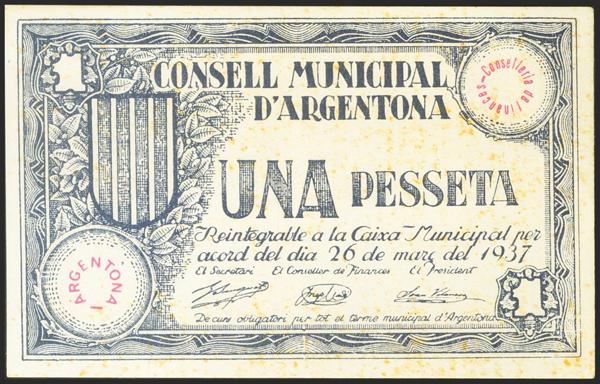 CONSELL MUNICIPAL
D'ARGENTONA
Conselleria de Finances
1
UNA PESSETA
Reintegrable a la Caixa Municipal per
acord del dia 26 de març del 1937
El Secretari El Conseller de Finances El President
ARGENTONA
1
De curs obligatori per tot el terme municipal d'Argentona